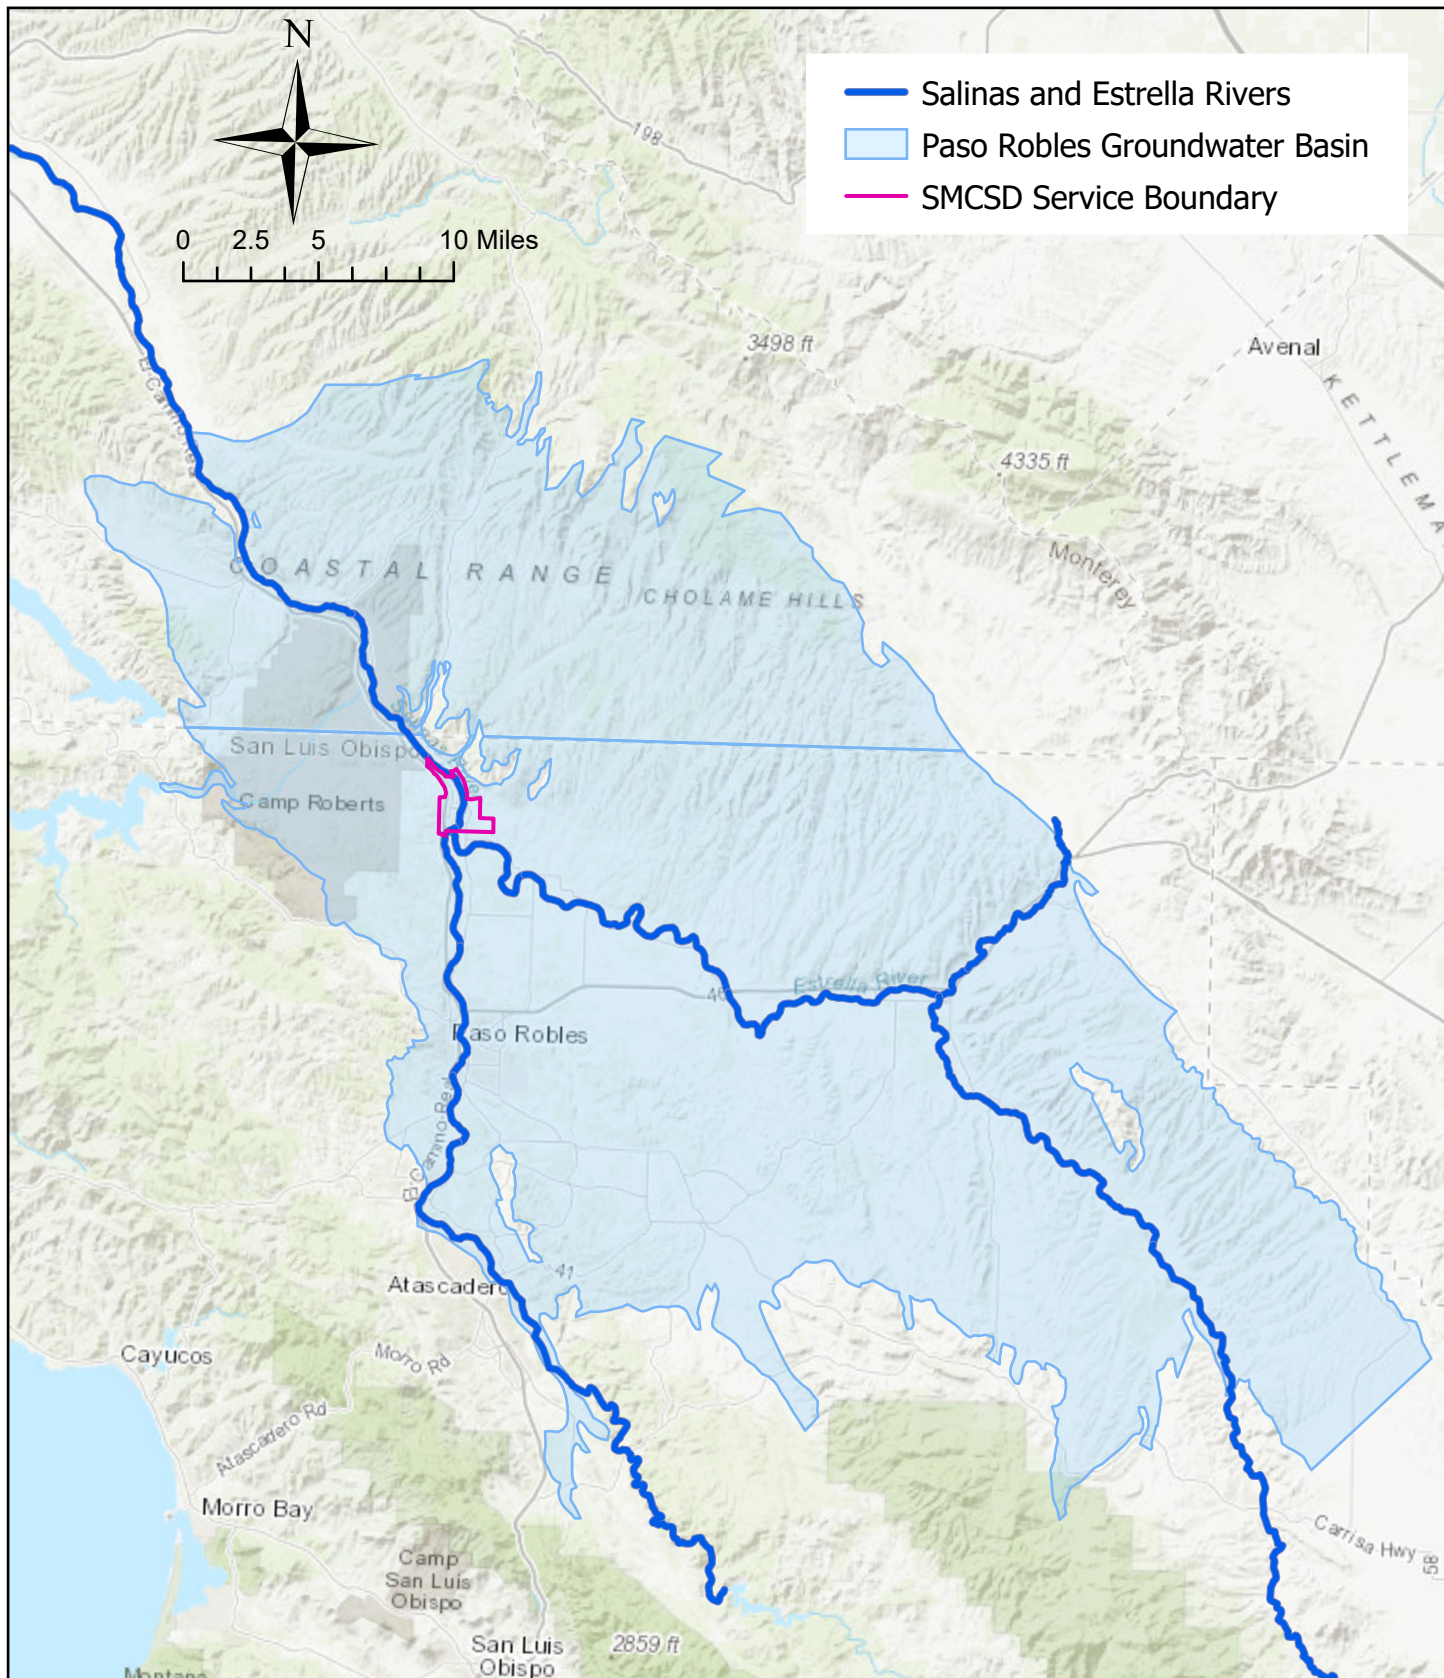 N
Salinas and Estrella Rivers
Paso Robles Groundwater Basin
SMCSD Service Boundary
198
0 2.5 5 10 Miles
3498 ft
Avenal
KETTLEMA
El Camino Rea
4335 ft
Monterey
COASTAL RANGE
CHOLAME HILLS
San Luis Obispo
Camp Roberts
Estrella River
46
Paso Robles
El Camino Real
41
Atascadero
Cayucos
Morro Rd
Atascadero Rd
Morro Bay
Carrisa Hwy
58
Camp
San Luis
Obispo
San Luis
Obispo
2859 ft
Montana